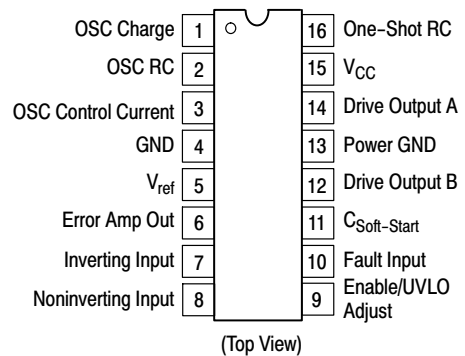 OSC Charge 1 16 One-Shot RC
OSC RC 2 15 VCC
OSC Control Current 3 14 Drive Output A
GND 4 13 Power GND
Vref 5 12 Drive Output B
Error Amp Out 6 11 CSoft-Start
Inverting Input 7 10 Fault Input
Noninverting Input 8 9 Enable/UVLO
Adjust
(Top View)